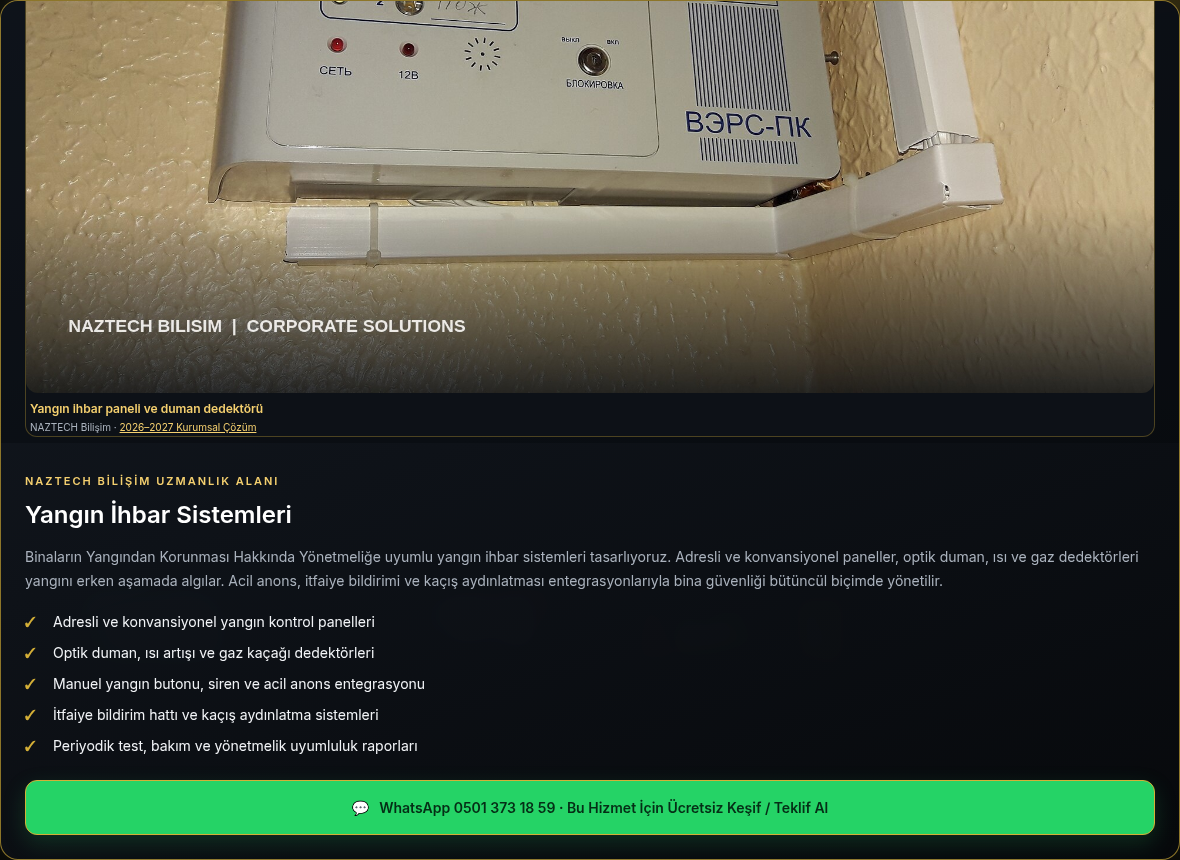 2 ПОЖ
СЕТЬ
12В
ВЫКЛ ВКЛ
БЛОКИРОВКА
ВЭРС-ПК
NAZTECH BILISIM | CORPORATE SOLUTIONS
Yangın ihbar paneli ve duman dedektörü
NAZTECH Bilişim · 2026–2027 Kurumsal Çözüm
NAZTECH BİLİŞİM UZMANLIK ALANI
Yangın İhbar Sistemleri
Binaların Yangından Korunması Hakkında Yönetmeliğe uyumlu yangın ihbar sistemleri tasarlıyoruz. Adresli ve konvansiyonel paneller, optik duman, ısı ve gaz dedektörleri
yangını erken aşamada algılar. Acil anons, itfaiye bildirimi ve kaçış aydınlatması entegrasyonlarıyla bina güvenliği bütüncül biçimde yönetilir.
✓ Adresli ve konvansiyonel yangın kontrol panelleri
✓ Optik duman, ısı artışı ve gaz kaçağı dedektörleri
✓ Manuel yangın butonu, siren ve acil anons entegrasyonu
✓ İtfaiye bildirim hattı ve kaçış aydınlatma sistemleri
✓ Periyodik test, bakım ve yönetmelik uyumluluk raporları
💬 WhatsApp 0501 373 18 59 · Bu Hizmet İçin Ücretsiz Keşif / Teklif Al